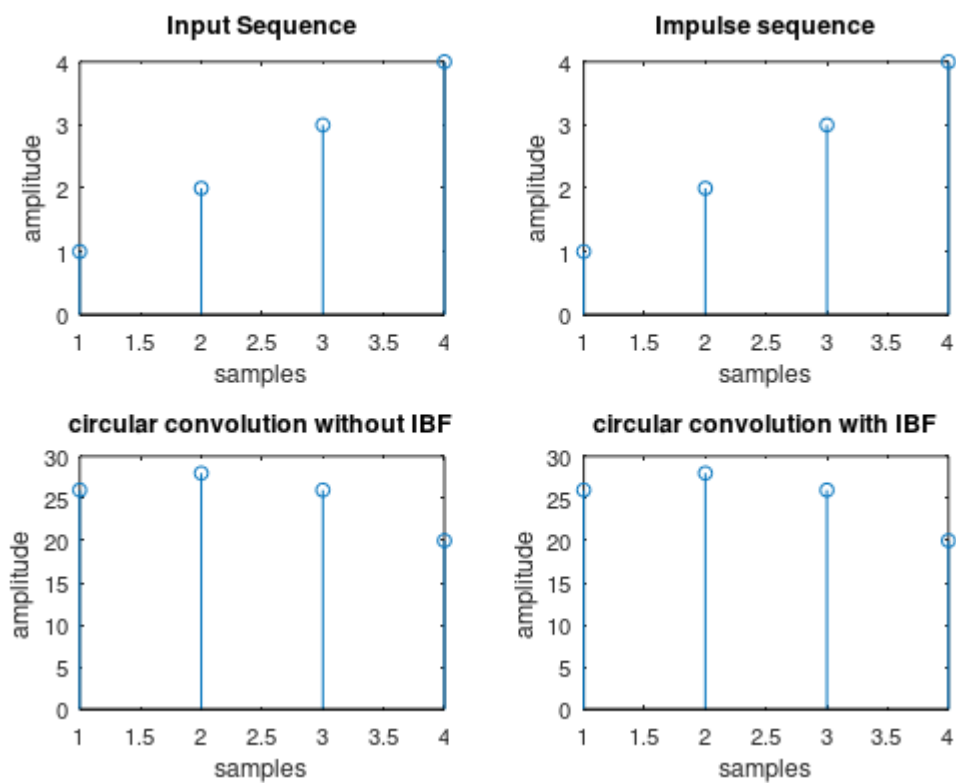 Input Sequence
4
3
2
1
0
amplitude
1 1.5 2 2.5 3 3.5 4
samples
Impulse sequence
4
3
2
1
0
amplitude
1 1.5 2 2.5 3 3.5 4
samples
circular convolution without IBF
30
25
20
15
10
5
0
amplitude
1 1.5 2 2.5 3 3.5 4
samples
circular convolution with IBF
30
25
20
15
10
5
0
amplitude
1 1.5 2 2.5 3 3.5 4
samples